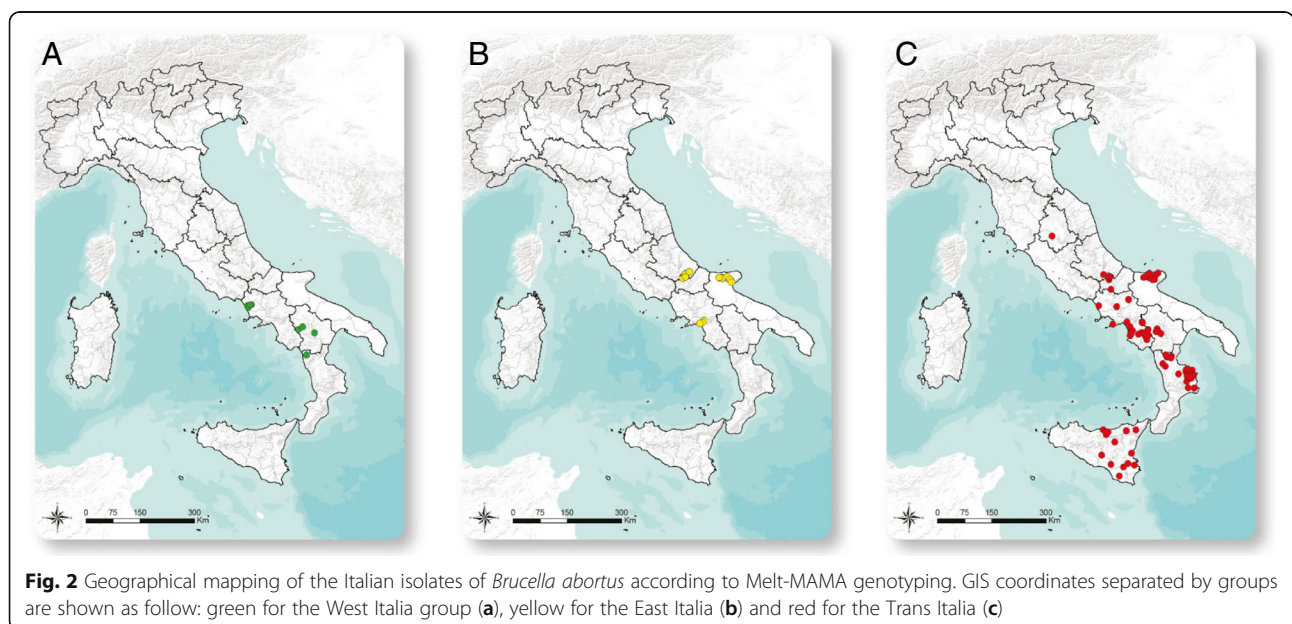 A
B
C
0 75 150 300
Km
0 75 150 300
Km
0 75 150 300
Km
Fig. 2 Geographical mapping of the Italian isolates of Brucella abortus according to Melt-MAMA genotyping. GIS coordinates separated by groups
are shown as follow: green for the West Italia group (a), yellow for the East Italia (b) and red for the Trans Italia (c)